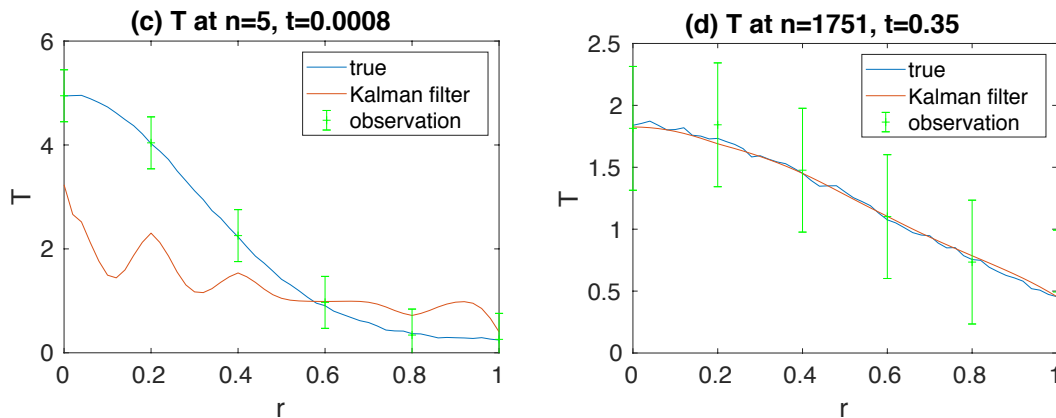 (c) T at n=5, t=0.0008
6
4
2
0
T
0
0.2
0.4
0.6
0.8
1
r
true
Kalman filter
observation
(d) T at n=1751, t=0.35
2.5
2
1.5
1
0.5
0
T
0
0.2
0.4
0.6
0.8
1
r
true
Kalman filter
observation